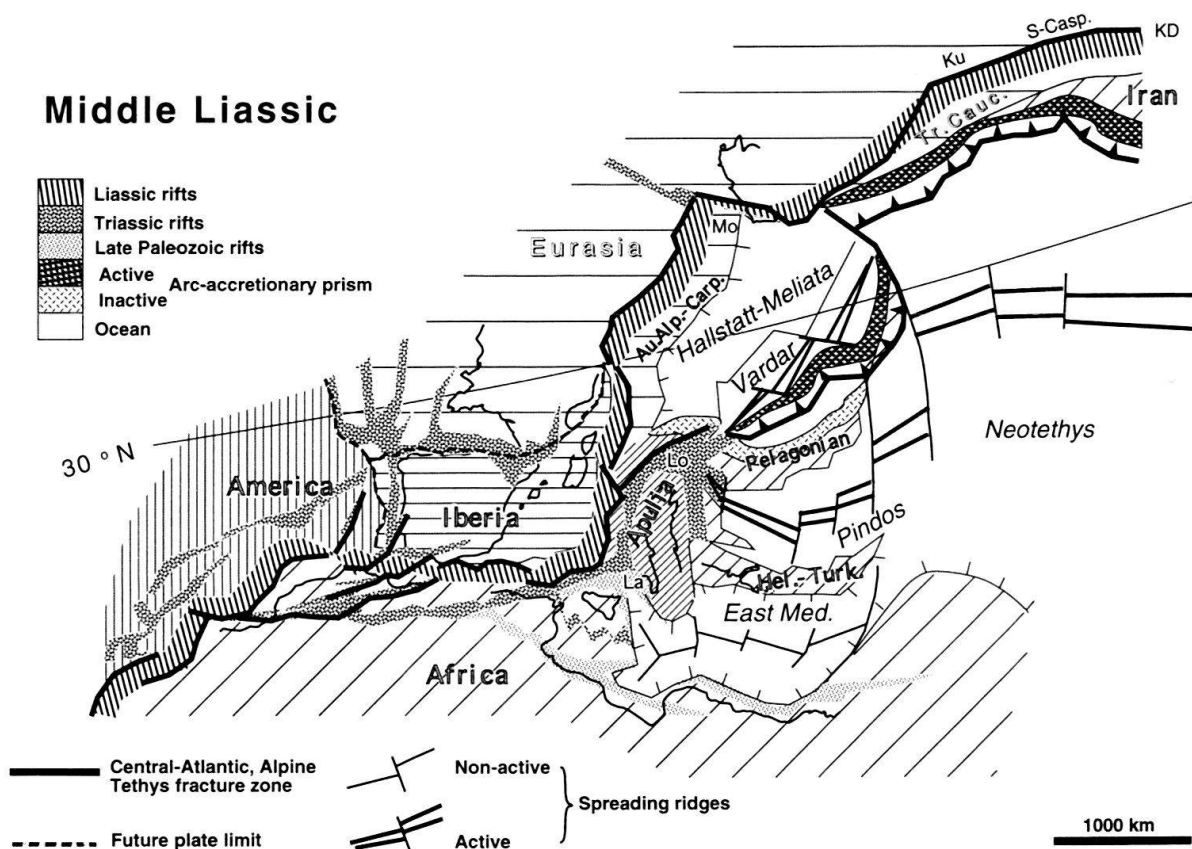 S-Casp.
KD
Ku
Middle Liassic
Iran
Tr. Cauc.
Liassic rifts
Triassic rifts
Late Paleozoic rifts
Active
Arc-accretionary prism
Inactive
Ocean
Mo
Eurasia
Au.Alp.-Carp.
Hallstatt-Meliata
Vardar
Neotethys
30 ° N
Pelagonian
Lo
America
Iberia
Apulia
Pindos
La
Hel.-Turk.
East Med.
Africa
Central-Atlantic, Alpine
Tethys fracture zone
Non-active
Spreading ridges
Future plate limit
Active
1000 km